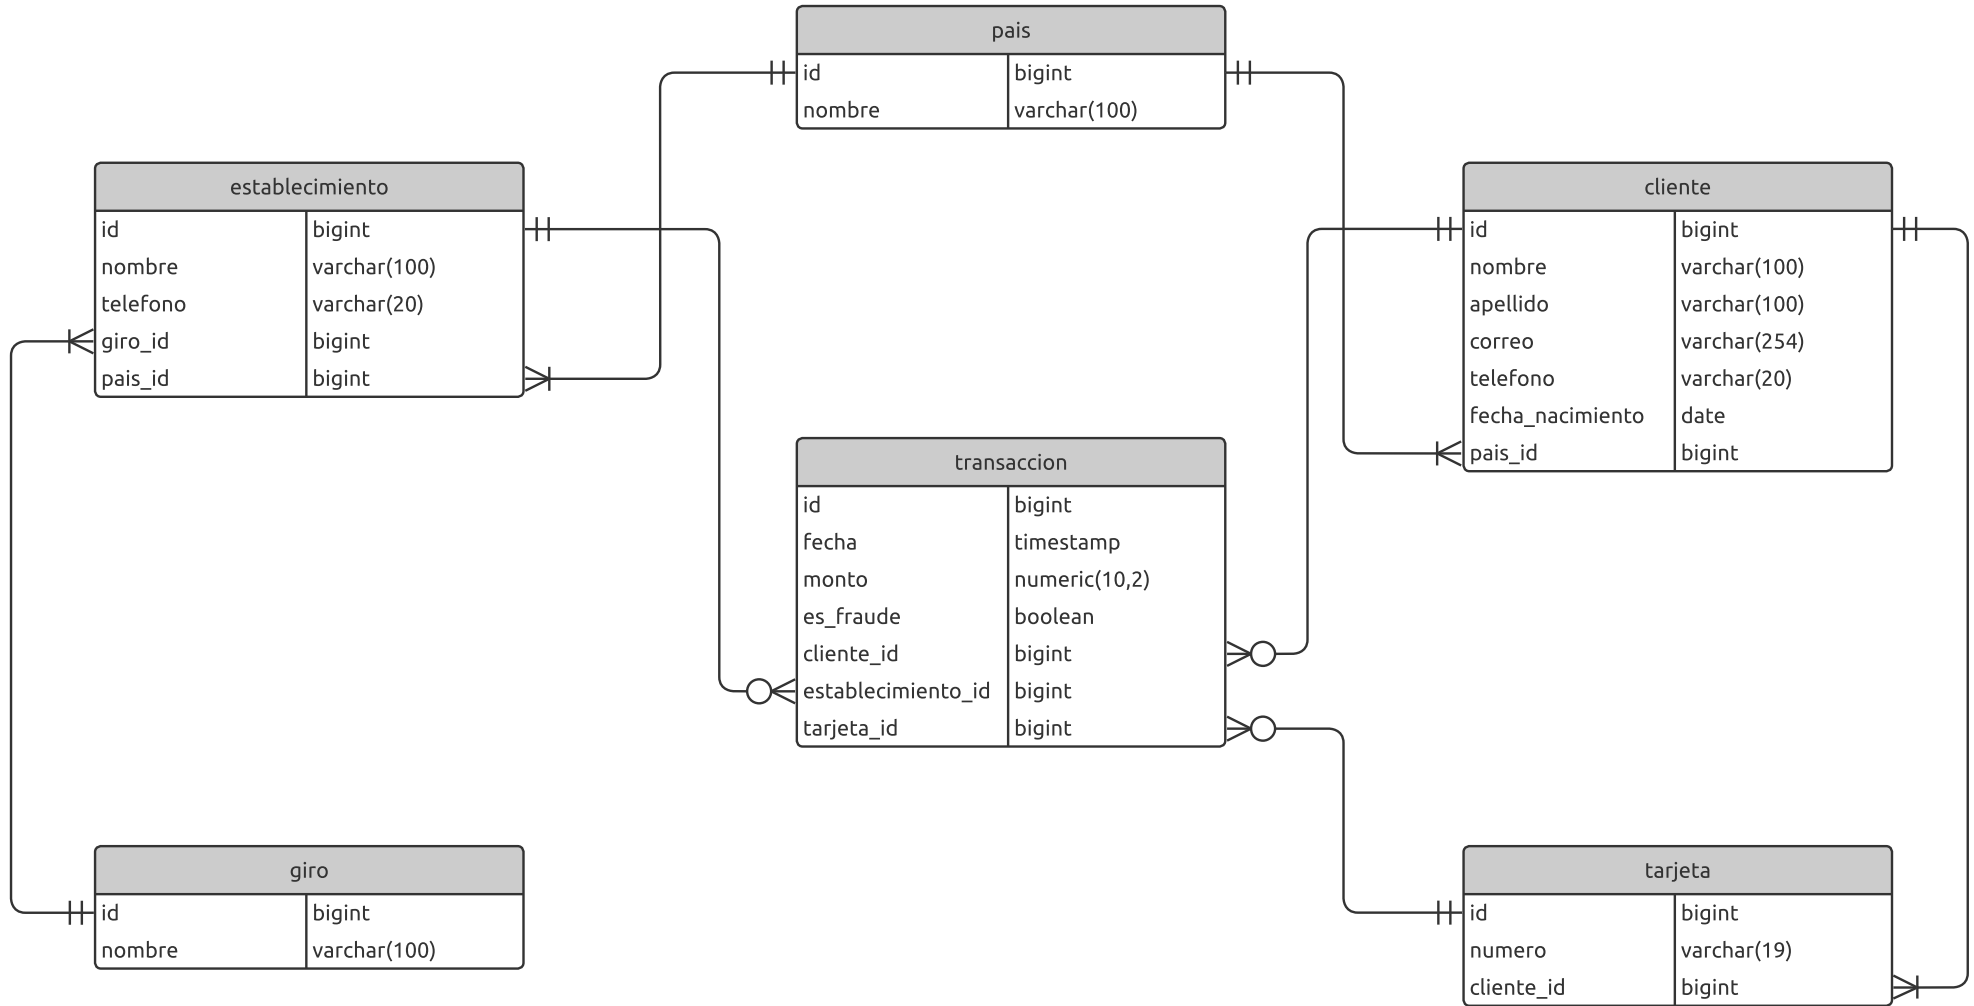 pais
id bigint
nombre varchar(100)
establecimiento
id bigint
nombre varchar(100)
telefono varchar(20)
giro_id bigint
pais_id bigint
cliente
id bigint
nombre varchar(100)
apellido varchar(100)
correo varchar(254)
telefono varchar(20)
fecha_nacimiento date
pais_id bigint
transaccion
id bigint
fecha timestamp
monto numeric(10,2)
es_fraude boolean
cliente_id bigint
establecimiento_id bigint
tarjeta_id bigint
giro
id bigint
nombre varchar(100)
tarjeta
id bigint
numero varchar(19)
cliente_id bigint